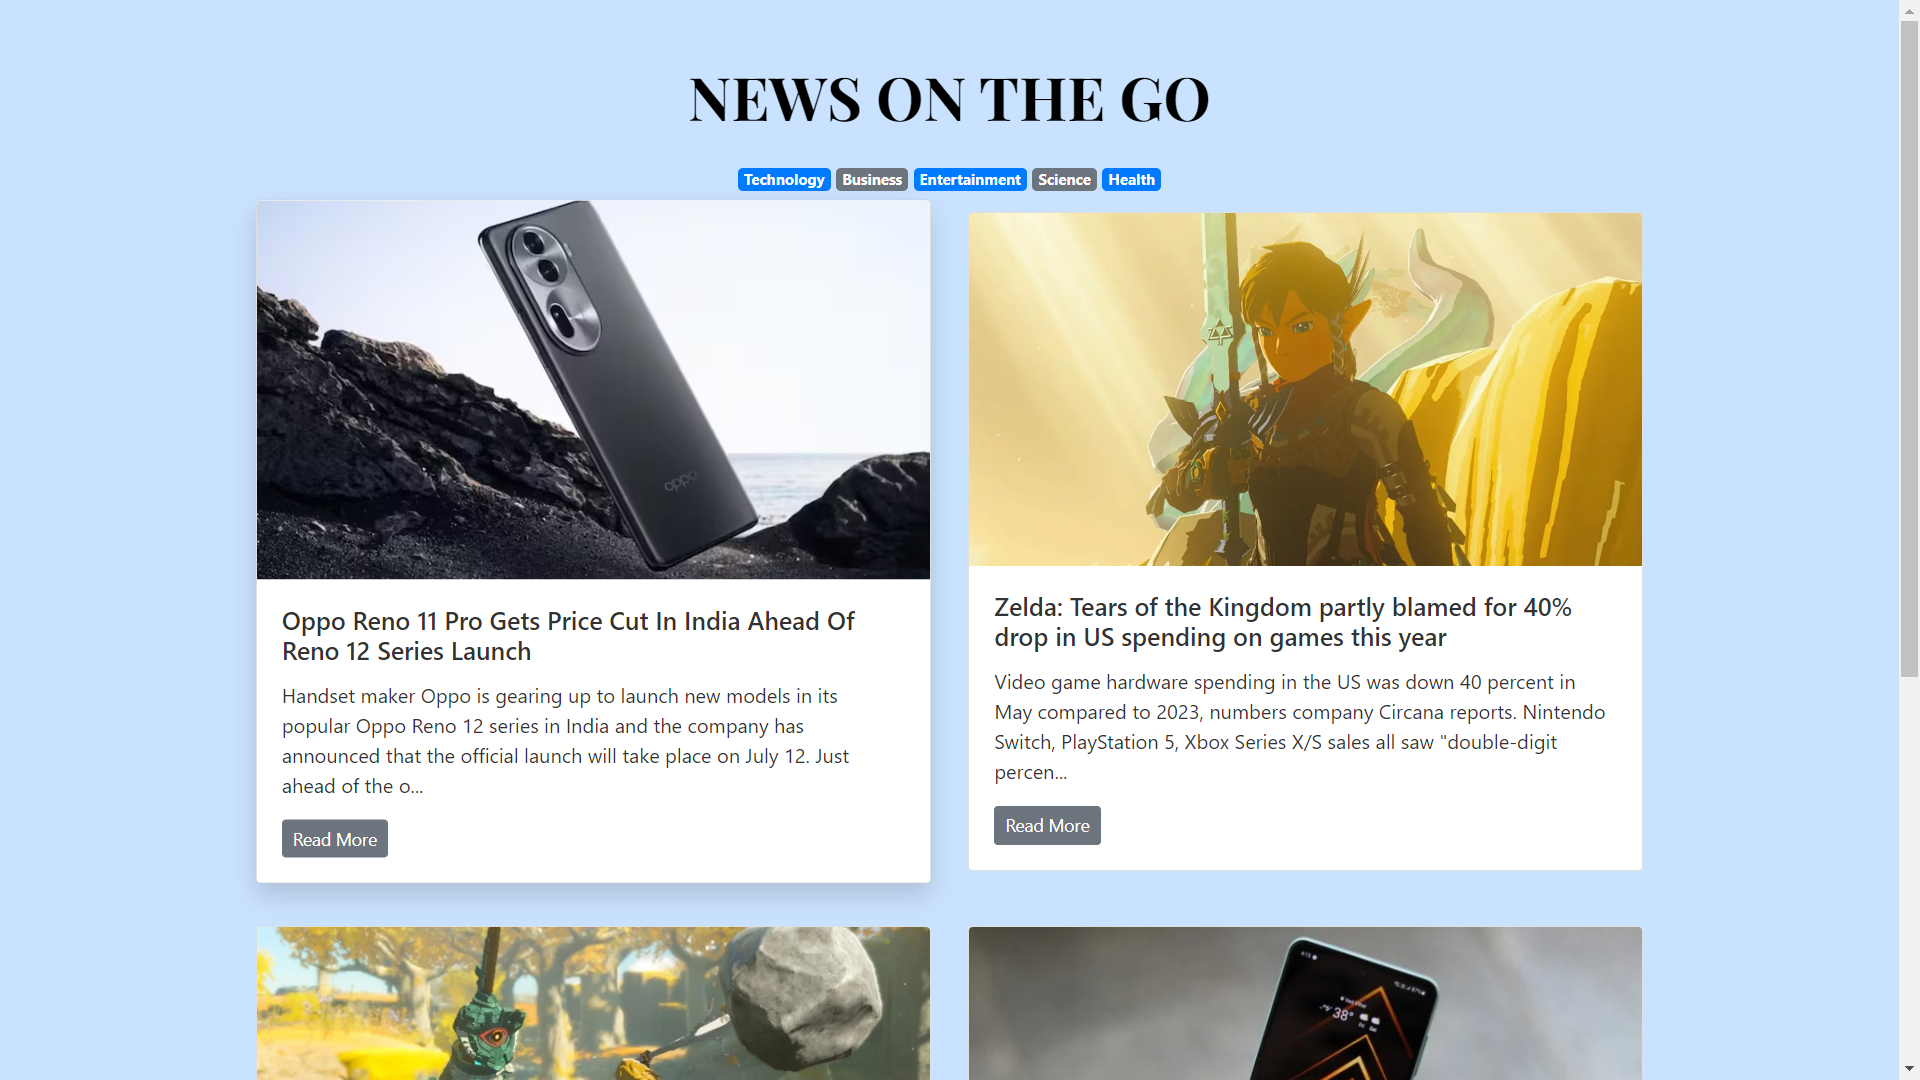 NEWS ON THE GO
Technology Business Entertainment Science Health
oppo
Oppo Reno 11 Pro Gets Price Cut In India Ahead Of
Reno 12 Series Launch
Handset maker Oppo is gearing up to launch new models in its
popular Oppo Reno 12 series in India and the company has
announced that the official launch will take place on July 12. Just
ahead of the o...
Read More
Zelda: Tears of the Kingdom partly blamed for 40%
drop in US spending on games this year
Video game hardware spending in the US was down 40 percent in
May compared to 2023, numbers company Circana reports. Nintendo
Switch, PlayStation 5, Xbox Series X/S sales all saw "double-digit
percen...
Read More
38°